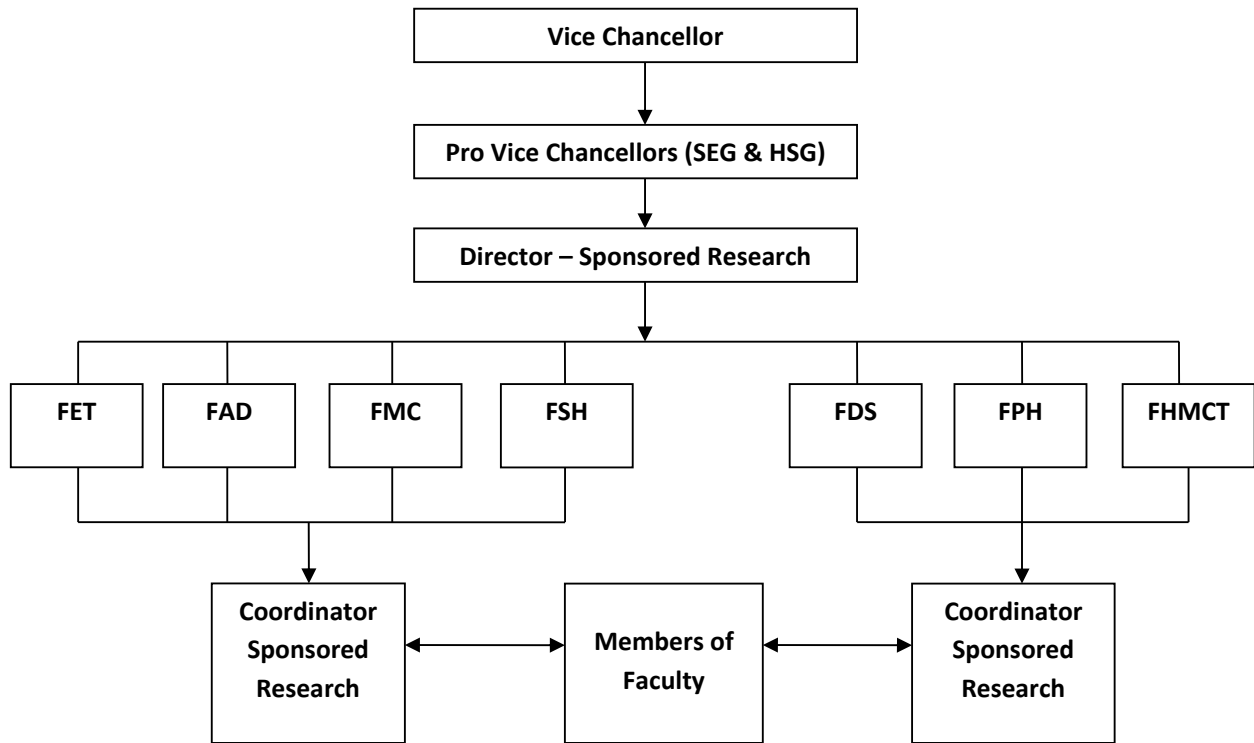 Vice Chancellor
Pro Vice Chancellors (SEG & HSG)
Director – Sponsored Research
FET
FAD
FMC
FSH
FDS
FPH
FHMCT
Coordinator
Sponsored
Research
Members of
Faculty
Coordinator
Sponsored
Research